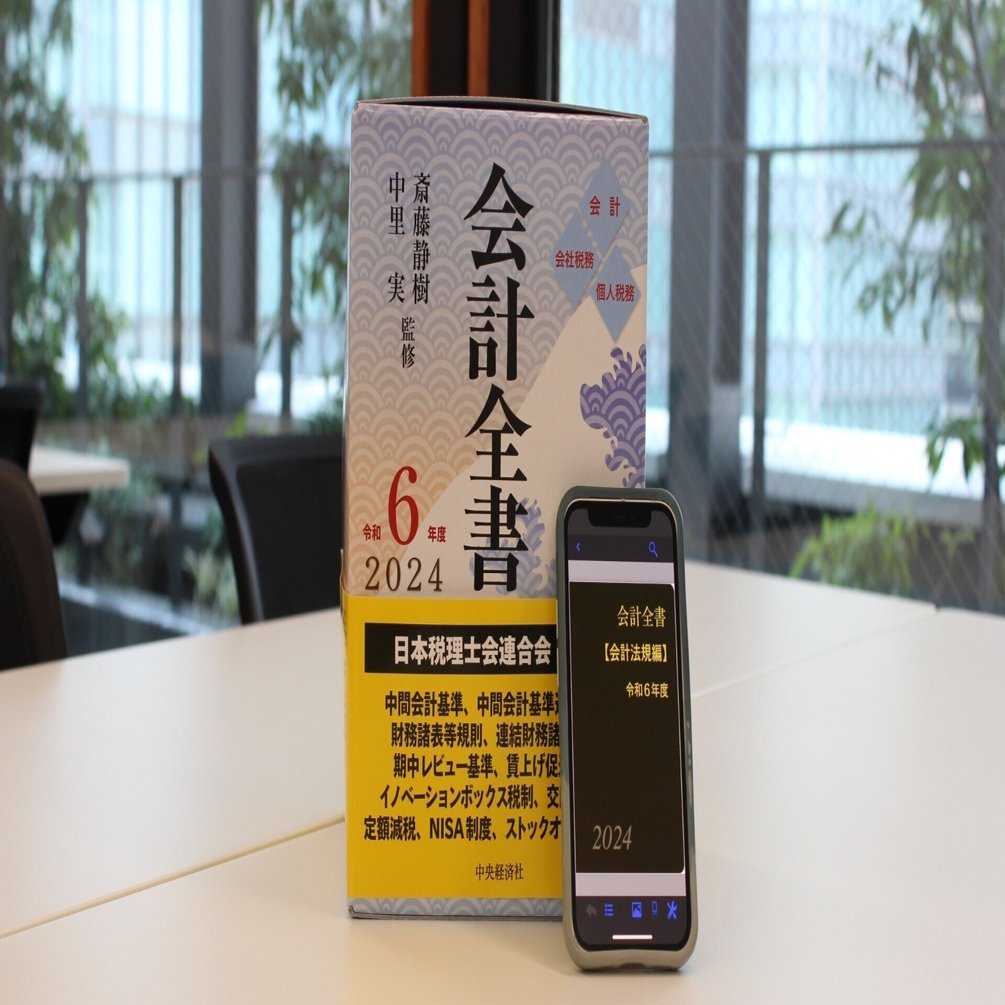 会計
会社税務
個人税務
会計全書
斎藤静樹
中里 実 監修
令和6年度
2024
日本税理士会連合会
中間会計基準、中間会計基準
財務諸表等規則、連結財務諸
期中レビュー基準、賃上げ促
イノベーションボックス税制、交
定額減税、NISA制度、ストックオ
中央経済社
会計全書
【会計法規編】
令和6年度
2024